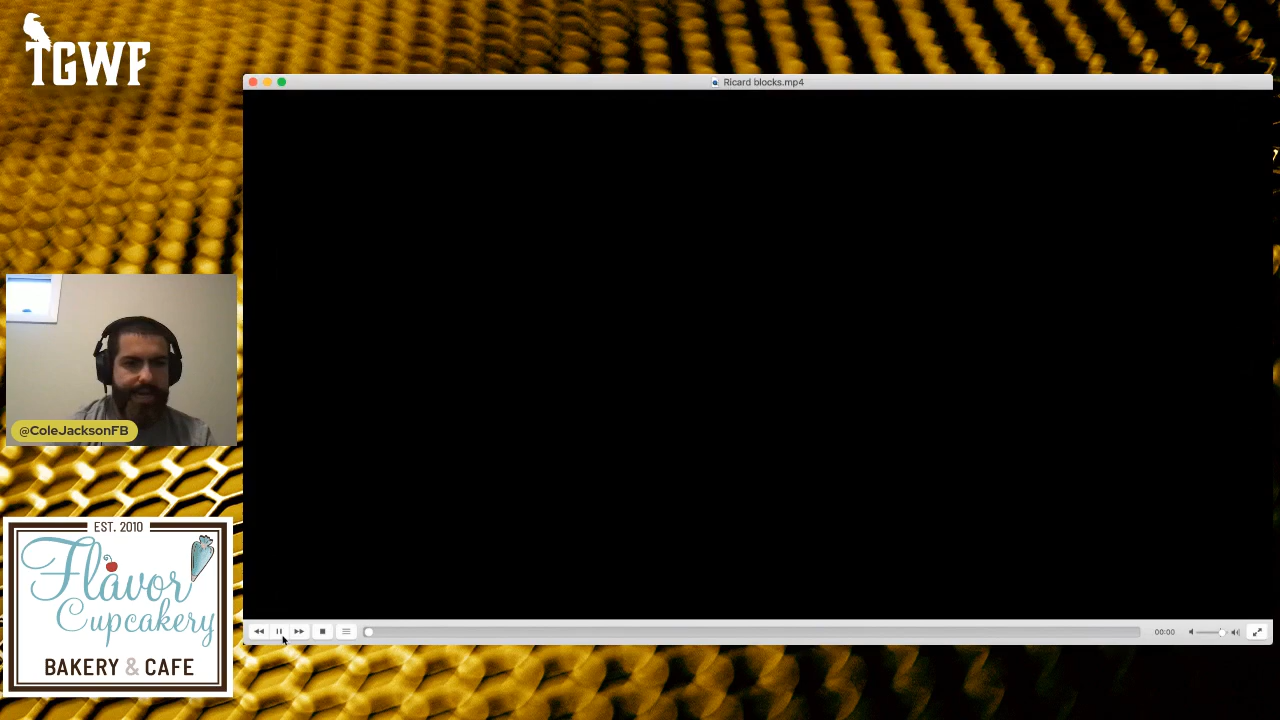 TGWF
Ricard blocks.mp4
@ColeJacksonFB
EST. 2010
Flavor
Cupcakery
BAKERY & CAFE
00:00